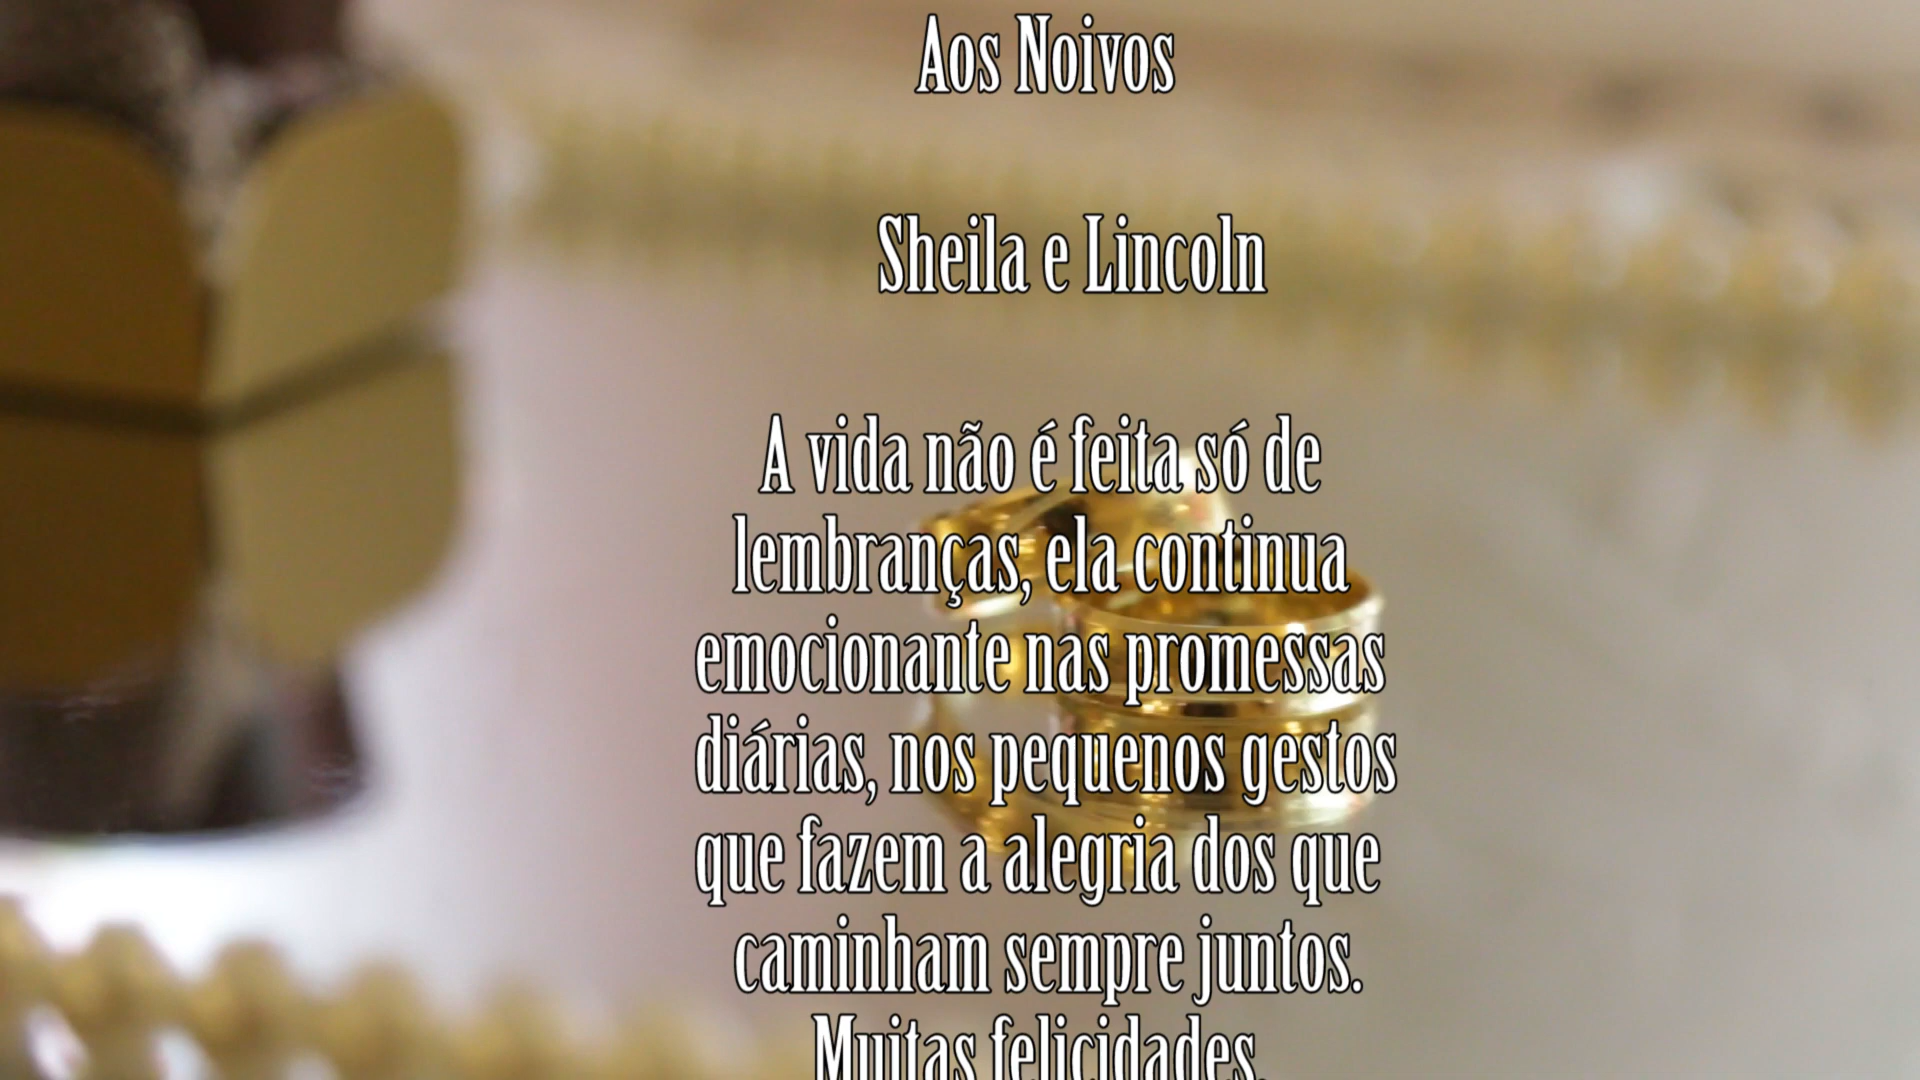 Aos Noivos
Sheila e Lincoln
A vida não é feita só de
lembranças, ela continua
emocionante nas promessas
diárias, nos pequenos gestos
que fazem a alegria dos que
caminham sempre juntos.
Muitas felicidades.